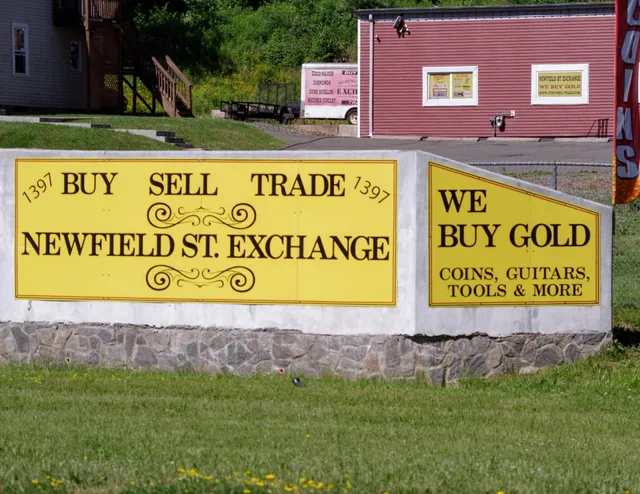 1397 BUY SELL TRADE 1397
NEWFIELD ST. EXCHANGE
WE
BUY GOLD
COINS, GUITARS,
TOOLS & MORE
NEWFIELD ST EXCHANGE
WE BUY GOLD
COINS